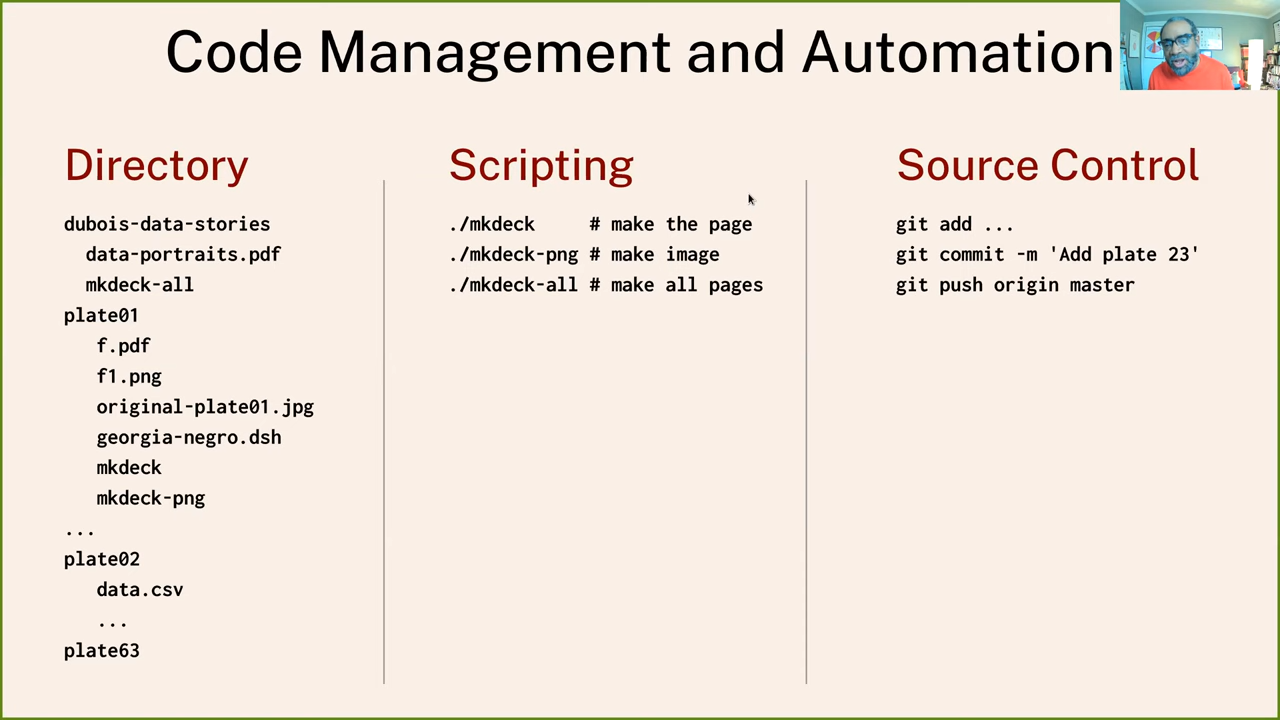 Code Management and Automation
Directory
dubois-data-stories
data-portraits.pdf
mkdeck-all
plate01
f.pdf
f1.png
original-plate01.jpg
georgia-negro.dsh
mkdeck
mkdeck-png
...
plate02
data.csv
...
plate63
Scripting
./mkdeck # make the page
./mkdeck-png # make image
./mkdeck-all # make all pages
Source Control
git add ...
git commit -m 'Add plate 23'
git push origin master